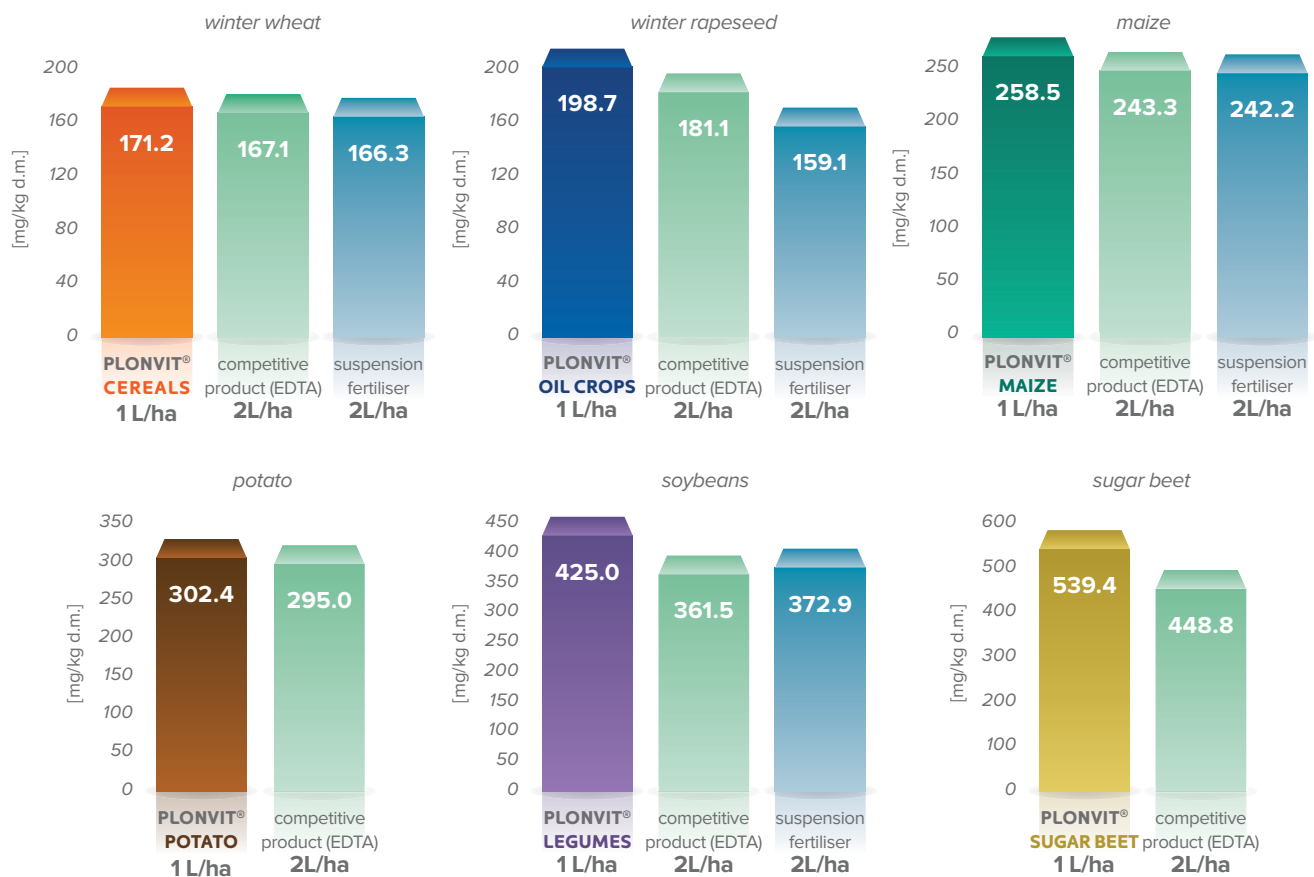 winter wheat
[mg/kg d.m.]
200
160
120
80
40
0
171.2
167.1
166.3
PLONVIT®
CEREALS
1 L/ha
competitive
product (EDTA)
2L/ha
suspension
fertiliser
2L/ha
winter rapeseed
[mg/kg d.m.]
200
160
120
80
40
0
198.7
181.1
159.1
PLONVIT®
OIL CROPS
1 L/ha
competitive
product (EDTA)
2L/ha
suspension
fertiliser
2L/ha
maize
[mg/kg d.m.]
250
200
150
100
50
0
258.5
243.3
242.2
PLONVIT®
MAIZE
1 L/ha
competitive
product (EDTA)
2L/ha
suspension
fertiliser
2L/ha
potato
[mg/kg d.m.]
350
300
250
200
150
100
50
0
302.4
295.0
PLONVIT®
POTATO
1 L/ha
competitive
product (EDTA)
2L/ha
soybeans
[mg/kg d.m.]
450
400
350
300
250
200
150
100
50
0
425.0
361.5
372.9
PLONVIT®
LEGUMES
1 L/ha
competitive
product (EDTA)
2L/ha
suspension
fertiliser
2L/ha
sugar beet
[mg/kg d.m.]
600
500
400
300
200
100
0
539.4
448.8
PLONVIT®
SUGAR BEET
1 L/ha
competitive
product (EDTA)
2L/ha